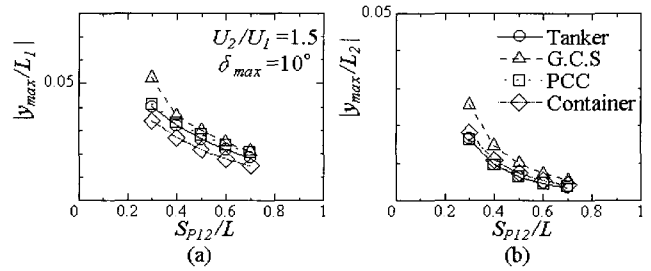 |y_max/L_1|
U_2/U_1=1.5
δ_max=10°
0.05
0 0.2 0.4 0.6 0.8 1
S_P12/L
(a)
|y_max/L_2|
0.05
Tanker
G.C.S
PCC
Container
0 0.2 0.4 0.6 0.8 1
S_P12/L
(b)